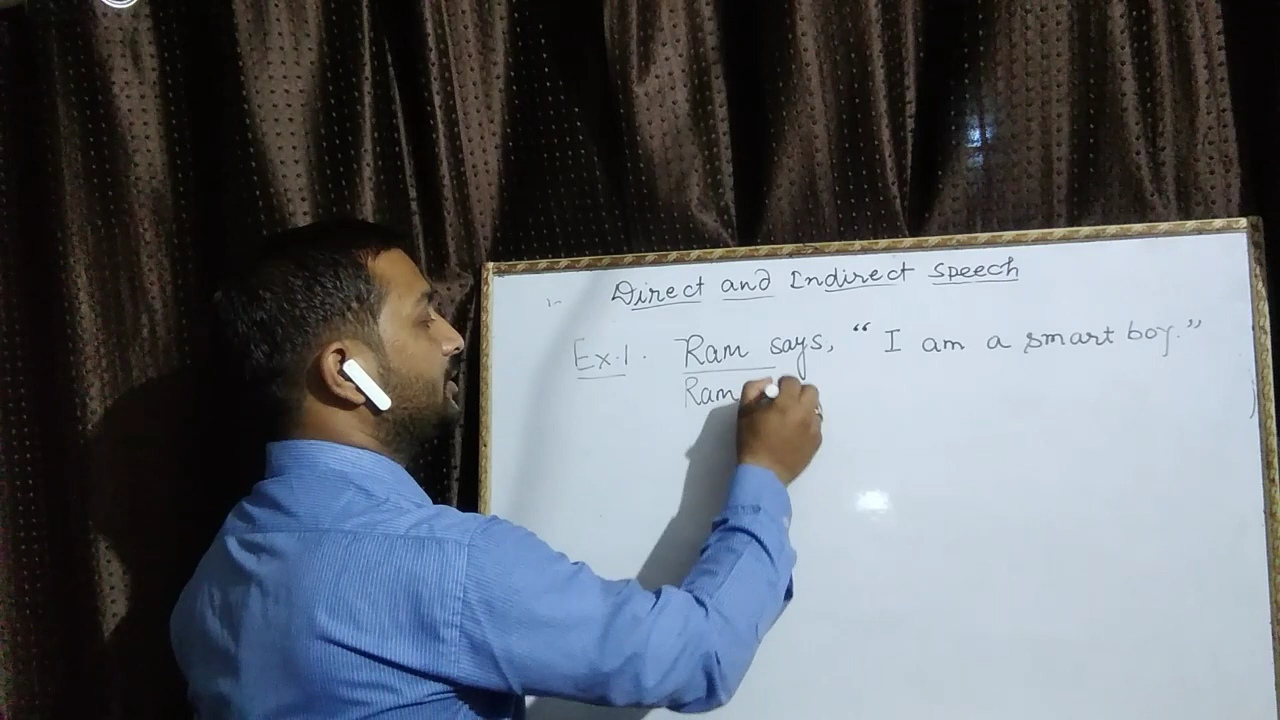 Direct and Indirect Speech
Ex.1. Ram says, “ I am a smart boy.”
Ram